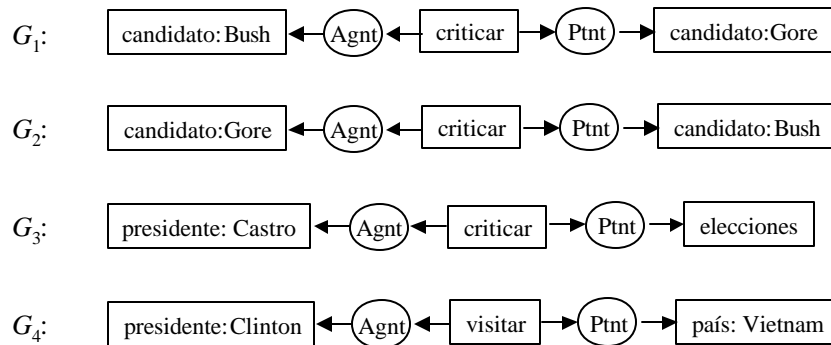 G1: candidato: Bush Agnt criticar Ptnt candidato:Gore
G2: candidato:Gore Agnt criticar Ptnt candidato: Bush
G3: presidente: Castro Agnt criticar Ptnt elecciones
G4: presidente:Clinton Agnt visitar Ptnt país: Vietnam